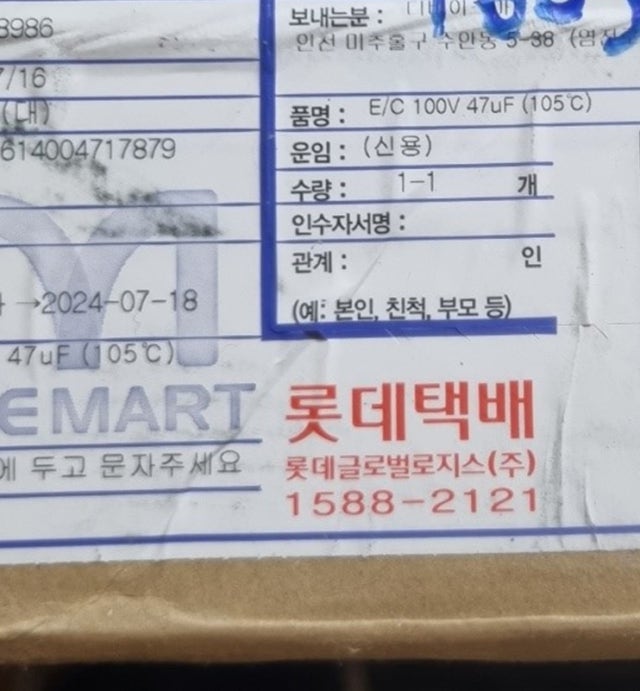 8986
7/16
(대)
614004717879
→2024-07-18
47uF (105℃)
EMART
에 두고 문자주세요
보내는분 :
인천 미추홀구 수안동 5-38
품명 : E/C 100V 47uF (105℃)
운임 : (신용)
수량 : 1-1 개
인수자서명 :
관계 : 인
(예: 본인, 친척, 부모 등)
롯데택배
롯데글로벌로지스(주)
1588-2121